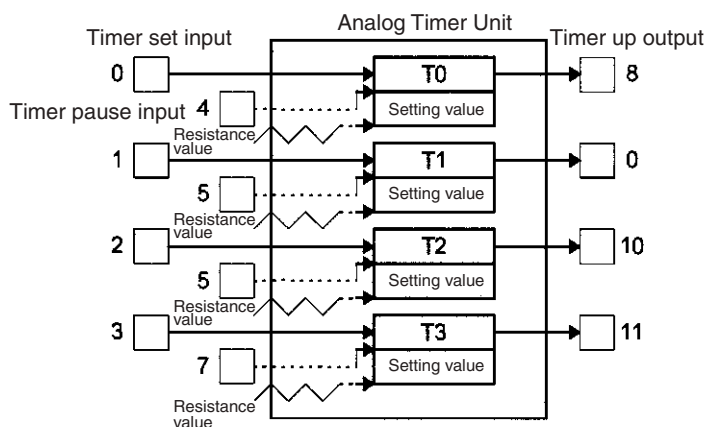 Analog Timer Unit
Timer set input
Timer up output
0
T0
8
Timer pause input
4
Setting value
Resistance
value
1
T1
0
5
Setting value
Resistance
value
2
T2
10
5
Setting value
Resistance
value
3
T3
11
7
Setting value
Resistance
value